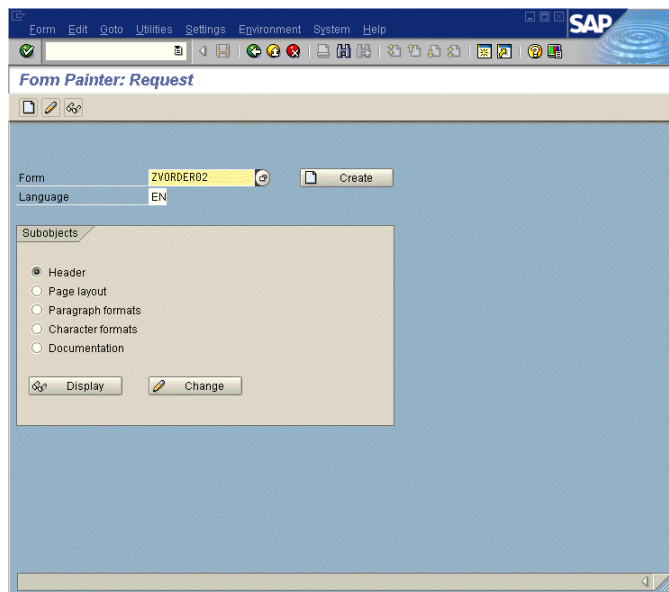 Form Edit Goto Utilities Settings Environment System Help
SAP
Form Painter: Request
Form ZVORDER02 Create
Language EN
Subobjects
Header
Page layout
Paragraph formats
Character formats
Documentation
Display Change